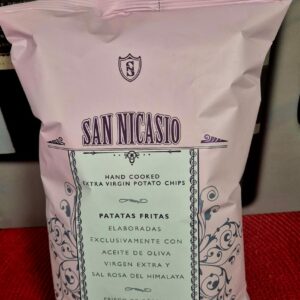 SAN NICASIO
HAND COOKED
EXTRA VIRGIN POTATO CHIPS
PATATAS FRITAS
ELABORADAS
EXCLUSIVAMENTE CON
ACEITE DE OLIVA
VIRGEN EXTRA Y
SAL ROSA DEL HIMALAYA